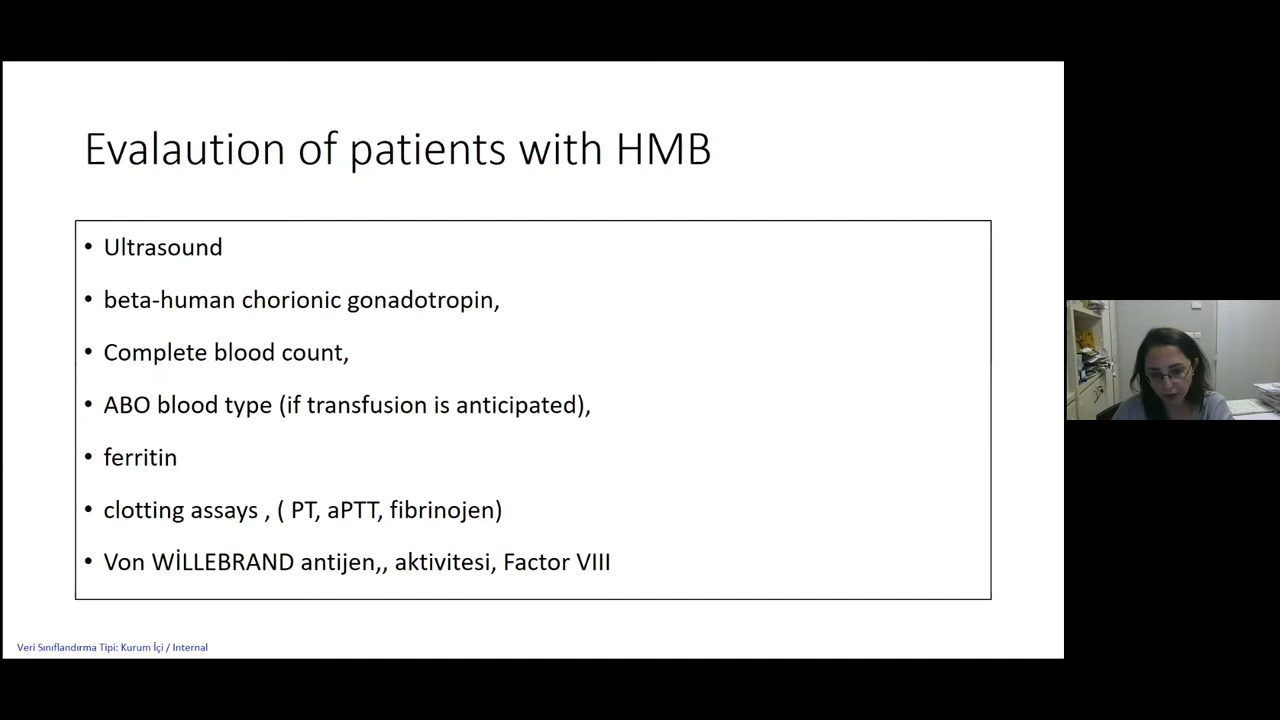 Evalaution of patients with HMB
• Ultrasound
• beta-human chorionic gonadotropin,
• Complete blood count,
• ABO blood type (if transfusion is anticipated),
• ferritin
• clotting assays , ( PT, aPTT, fibrinojen)
• Von WİLLEBRAND antijen,, aktivitesi, Factor VIII
Veri Sınıflandırma Tipi: Kurum İçi / Internal